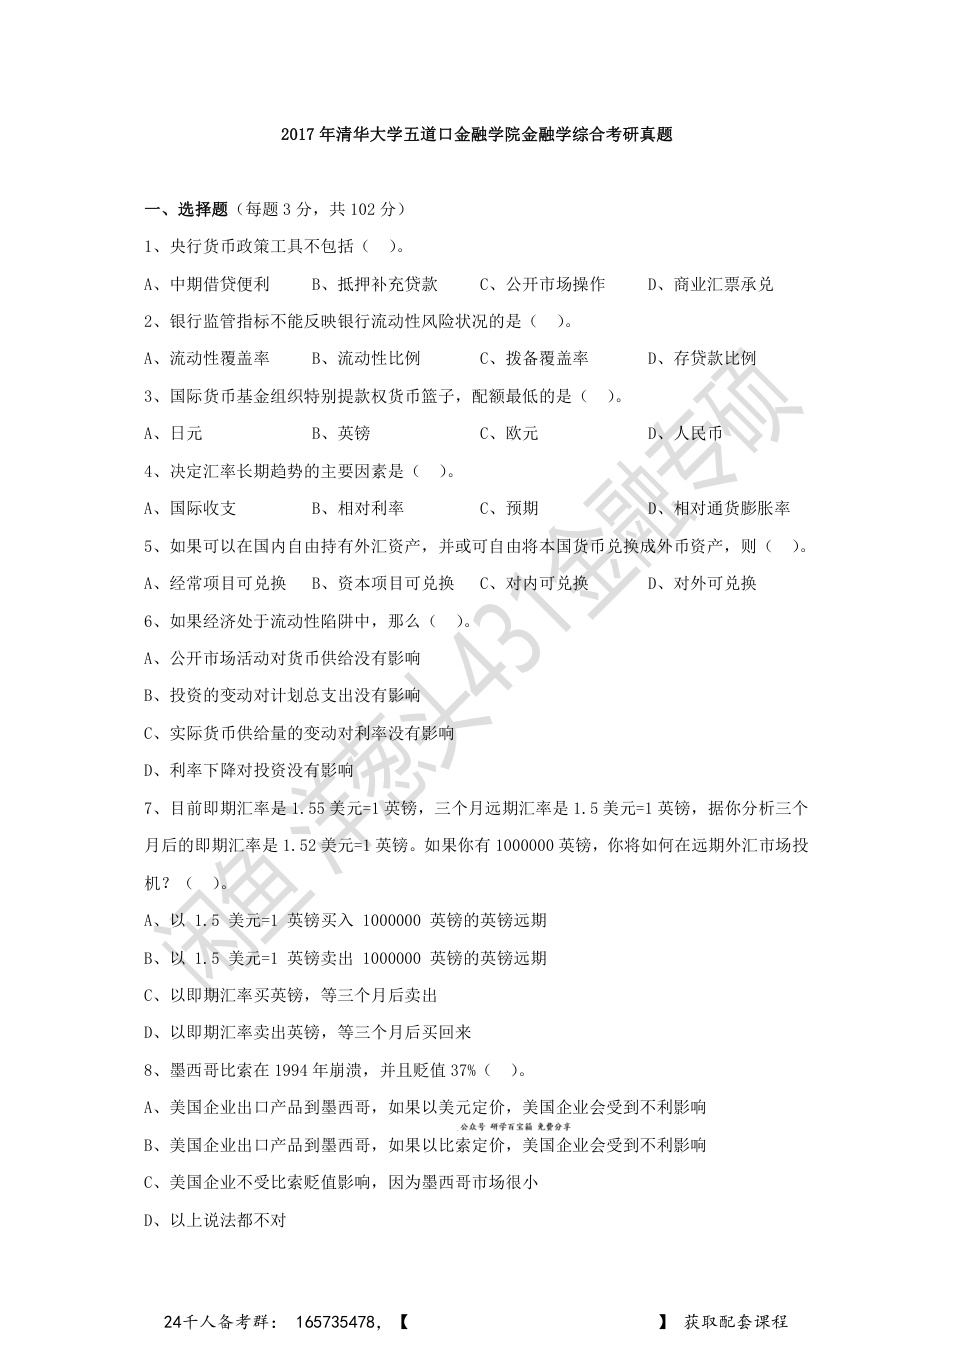 2017年清华大学五道口金融学院金融学综合考研真题
一、选择题（每题3分，共102分）
1、央行货币政策工具不包括（ ）。
A、中期借贷便利 B、抵押补充贷款 C、公开市场操作 D、商业汇票承兑
2、银行监管指标不能反映银行流动性风险状况的是（ ）。
A、流动性覆盖率 B、流动性比例 C、拨备覆盖率 D、存贷款比例
3、国际货币基金组织特别提款权货币篮子，配额最低的是（ ）。
A、日元 B、英镑 C、欧元 D、人民币
4、决定汇率长期趋势的主要因素是（ ）。
A、国际收支 B、相对利率 C、预期 D、相对通货膨胀率
5、如果可以在国内自由持有外汇资产，并或可自由将本国货币兑换成外币资产，则（ ）。
A、经常项目可兑换 B、资本项目可兑换 C、对内可兑换 D、对外可兑换
6、如果经济处于流动性陷阱中，那么（ ）。
A、公开市场活动对货币供给没有影响
B、投资的变动对计划总支出没有影响
C、实际货币供给量的变动对利率没有影响
D、利率下降对投资没有影响
7、目前即期汇率是1.55美元=1英镑，三个月远期汇率是1.5美元=1英镑，据你分析三个
月后的即期汇率是1.52美元=1英镑。如果你有1000000英镑，你将如何在远期外汇市场投
机？（ ）。
A、以 1.5 美元=1 英镑买入 1000000 英镑的英镑远期
B、以 1.5 美元=1 英镑卖出 1000000 英镑的英镑远期
C、以即期汇率买英镑，等三个月后卖出
D、以即期汇率卖出英镑，等三个月后买回来
8、墨西哥比索在1994年崩溃，并且贬值37%（ ）。
A、美国企业出口产品到墨西哥，如果以美元定价，美国企业会受到不利影响
公众号 研学百宝箱 免费分享
B、美国企业出口产品到墨西哥，如果以比索定价，美国企业会受到不利影响
C、美国企业不受比索贬值影响，因为墨西哥市场很小
D、以上说法都不对
闲鱼 洋葱头431金融专硕
24千人备考群： 165735478，【 】 获取配套课程